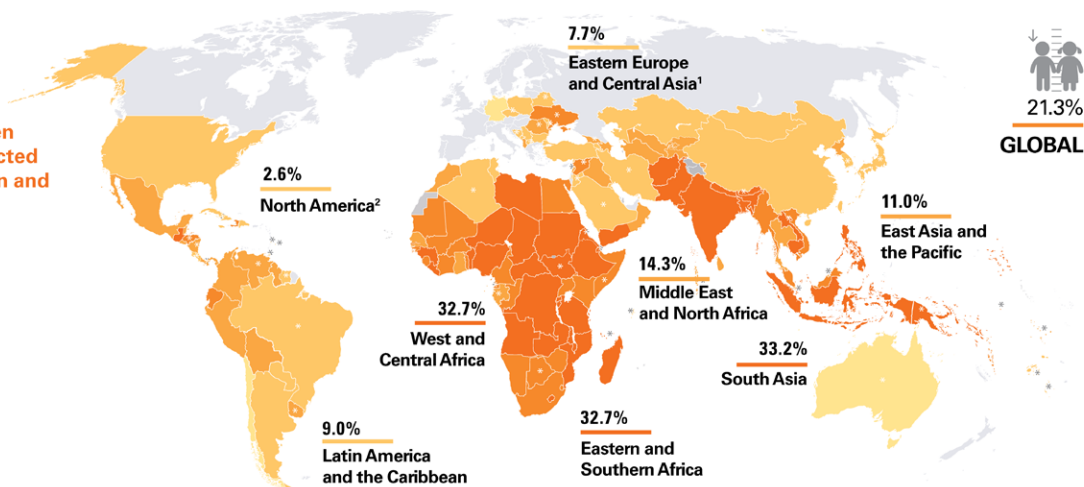 en
cted
n and
7.7%
Eastern Europe
and Central Asia¹
21.3%
GLOBAL
2.6%
North America²
11.0%
East Asia and
the Pacific
14.3%
Middle East
and North Africa
32.7%
West and
Central Africa
33.2%
South Asia
9.0%
Latin America
and the Caribbean
32.7%
Eastern and
Southern Africa